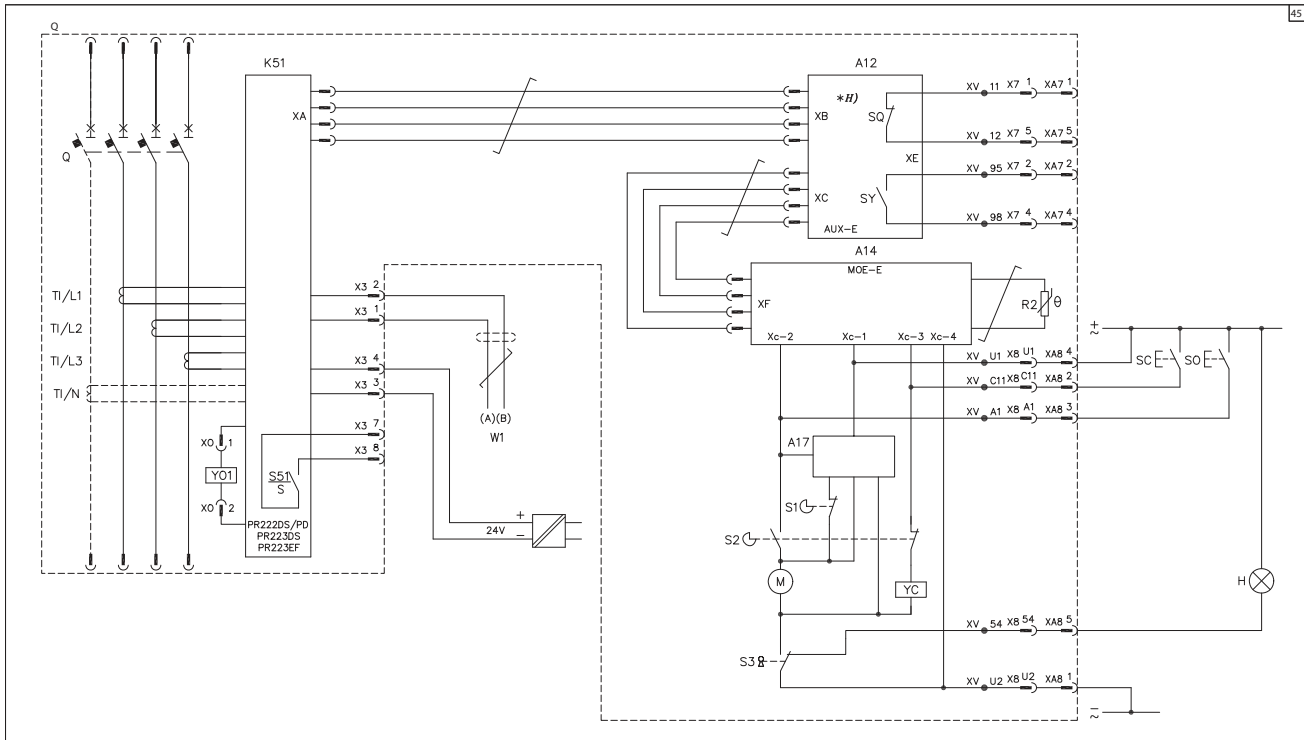 45
Q
K51
A12
XA
*H)
XB
SQ
XE
XC
SY
AUX-E
XV 11 X7 1 XA7 1
XV 12 X7 5 XA7 5
XV 95 X7 2 XA7 2
XV 98 X7 4 XA7 4
Q
A14
MOE-E
XF
R2 θ
Xc-2 Xc-1 Xc-3 Xc-4
TI/L1
TI/L2
TI/L3
TI/N
X3 2
X3 1
X3 4
X3 3
X3 7
X3 8
(A)(B)
W1
+
~
XV U1 X8 U1 XA8 4
XV C11 X8 C11 XA8 2
XV A1 X8 A1 XA8 3
SC
SO
A17
XO 1
YO1
XO 2
S51
S
PR222DS/PD
PR223DS
PR223EF
+
24V
−
S1
S2
M
YC
H
XV 54 X8 54 XA8 5
S3
XV U2 X8 U2 XA8 1
−
~